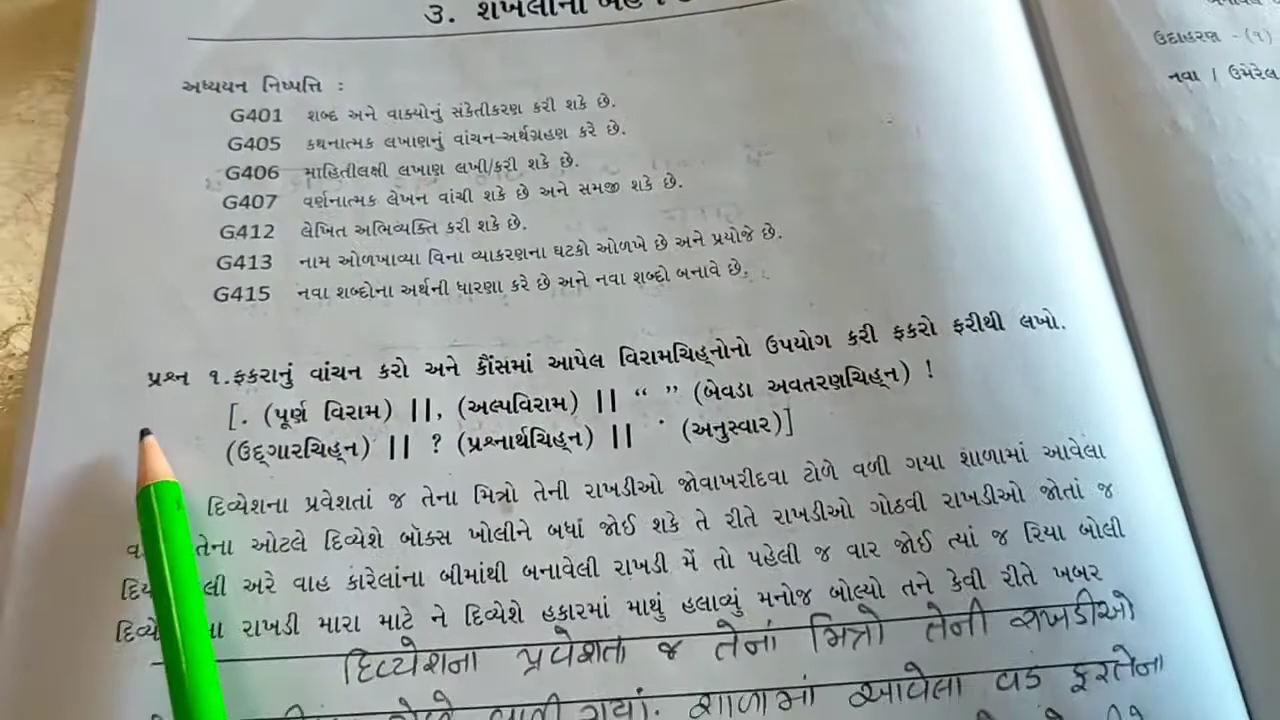 ૩. શખલાના
ઉદાહરણ - (૧)
નવા / ઉમેરેલ
અધ્યયન નિષ્પત્તિ :
G401 શબ્દ અને વાક્યોનું સંકેતીકરણ કરી શકે છે.
G405 કથનાત્મક લખાણનું વાંચન-અર્થગ્રહણ કરે છે.
G406 માહિતીલક્ષી લખાણ લખી/કરી શકે છે.
G407 વર્ણનાત્મક લેખન વાંચી શકે છે અને સમજી શકે છે.
G412 લેખિત અભિવ્યક્તિ કરી શકે છે.
G413 નામ ઓળખાવ્યા વિના વ્યાકરણના ઘટકો ઓળખે છે અને પ્રયોજે છે.
G415 નવા શબ્દોના અર્થની ધારણા કરે છે અને નવા શબ્દો બનાવે છે.
પ્રશ્ન ૧.ફકરાનું વાંચન કરો અને કૌંસમાં આપેલ વિરામચિહ્નોનો ઉપયોગ કરી ફકરો ફરીથી લખો.
[. (પૂર્ણ વિરામ) ||, (અલ્પવિરામ) || “ ” (બેવડા અવતરણચિહ્ન) !
(ઉદ્ગારચિહ્ન) || ? (પ્રશ્નાર્થચિહ્ન) || ˙ (અનુસ્વાર)]
દિવ્યેશના પ્રવેશતાં જ તેના મિત્રો તેની રાખડીઓ જોવાખરીદવા ટોળે વળી ગયા શાળામાં આવેલા
તેના ઓટલે દિવ્યેશે બૉક્સ ખોલીને બધાં જોઈ શકે તે રીતે રાખડીઓ ગોઠવી રાખડીઓ જોતાં જ
લી અરે વાહ કારેલાંના બીમાંથી બનાવેલી રાખડી મેં તો પહેલી જ વાર જોઈ ત્યાં જ રિયા બોલી
રાખડી મારા માટે ને દિવ્યેશે હકારમાં માથું હલાવ્યું મનોજ બોલ્યો તને કેવી રીતે ખબર
દિવ્યેશના પ્રવેશતા જ તેનાં મિત્રો તેની રાખડીઓ
ગયાં. શાળામાં આવેલા વડ ફરતેના